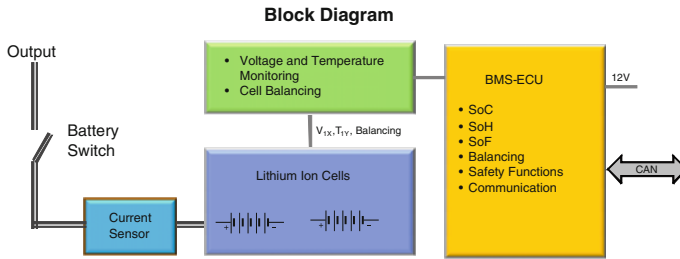 Block Diagram
Output
Battery
Switch
Current
Sensor
• Voltage and Temperature
Monitoring
• Cell Balancing
V1X,T1Y, Balancing
Lithium Ion Cells
+ −
+ −
BMS-ECU
• SoC
• SoH
• SoF
• Balancing
• Safety Functions
• Communication
12V
CAN